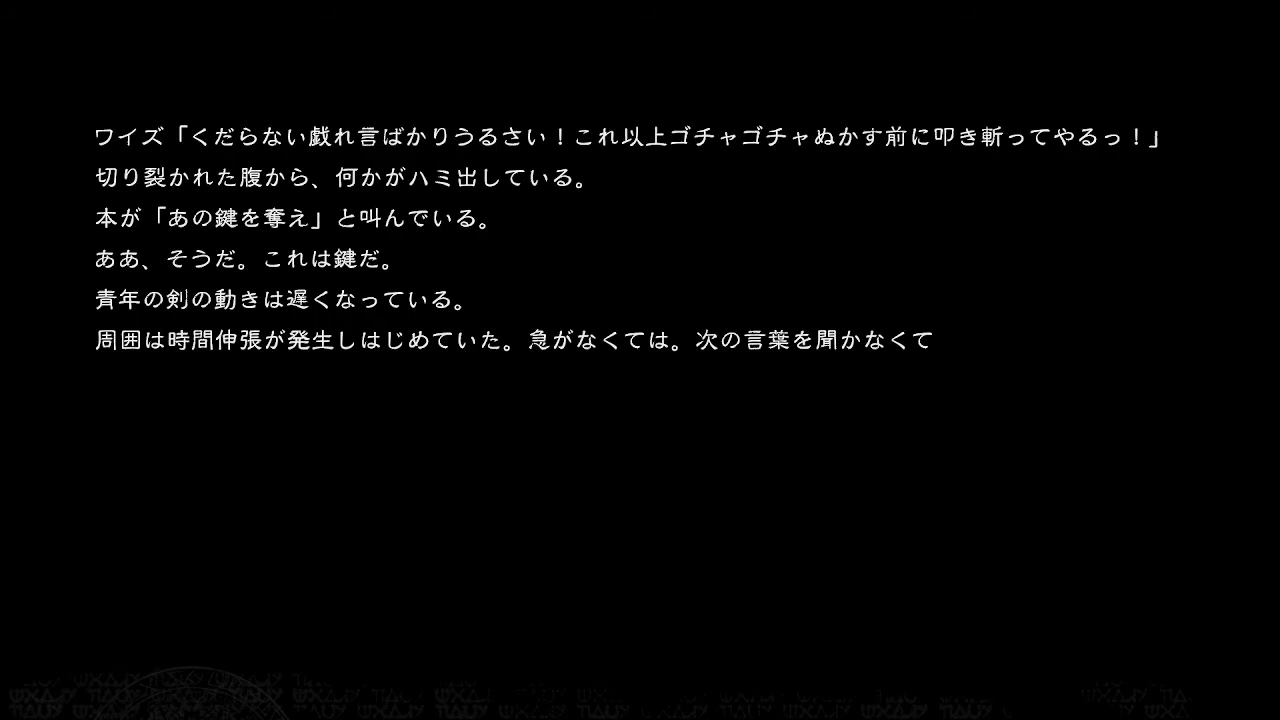 ワイズ「くだらない戯れ言ばかりうるさい！これ以上ゴチャゴチャぬかす前に叩き斬ってやるっ！」
切り裂かれた腹から、何かがハミ出している。
本が「あの鍵を奪え」と叫んでいる。
ああ、そうだ。これは鍵だ。
青年の剣の動きは遅くなっている。
周囲は時間伸張が発生しはじめていた。急がなくては。次の言葉を聞かなくて